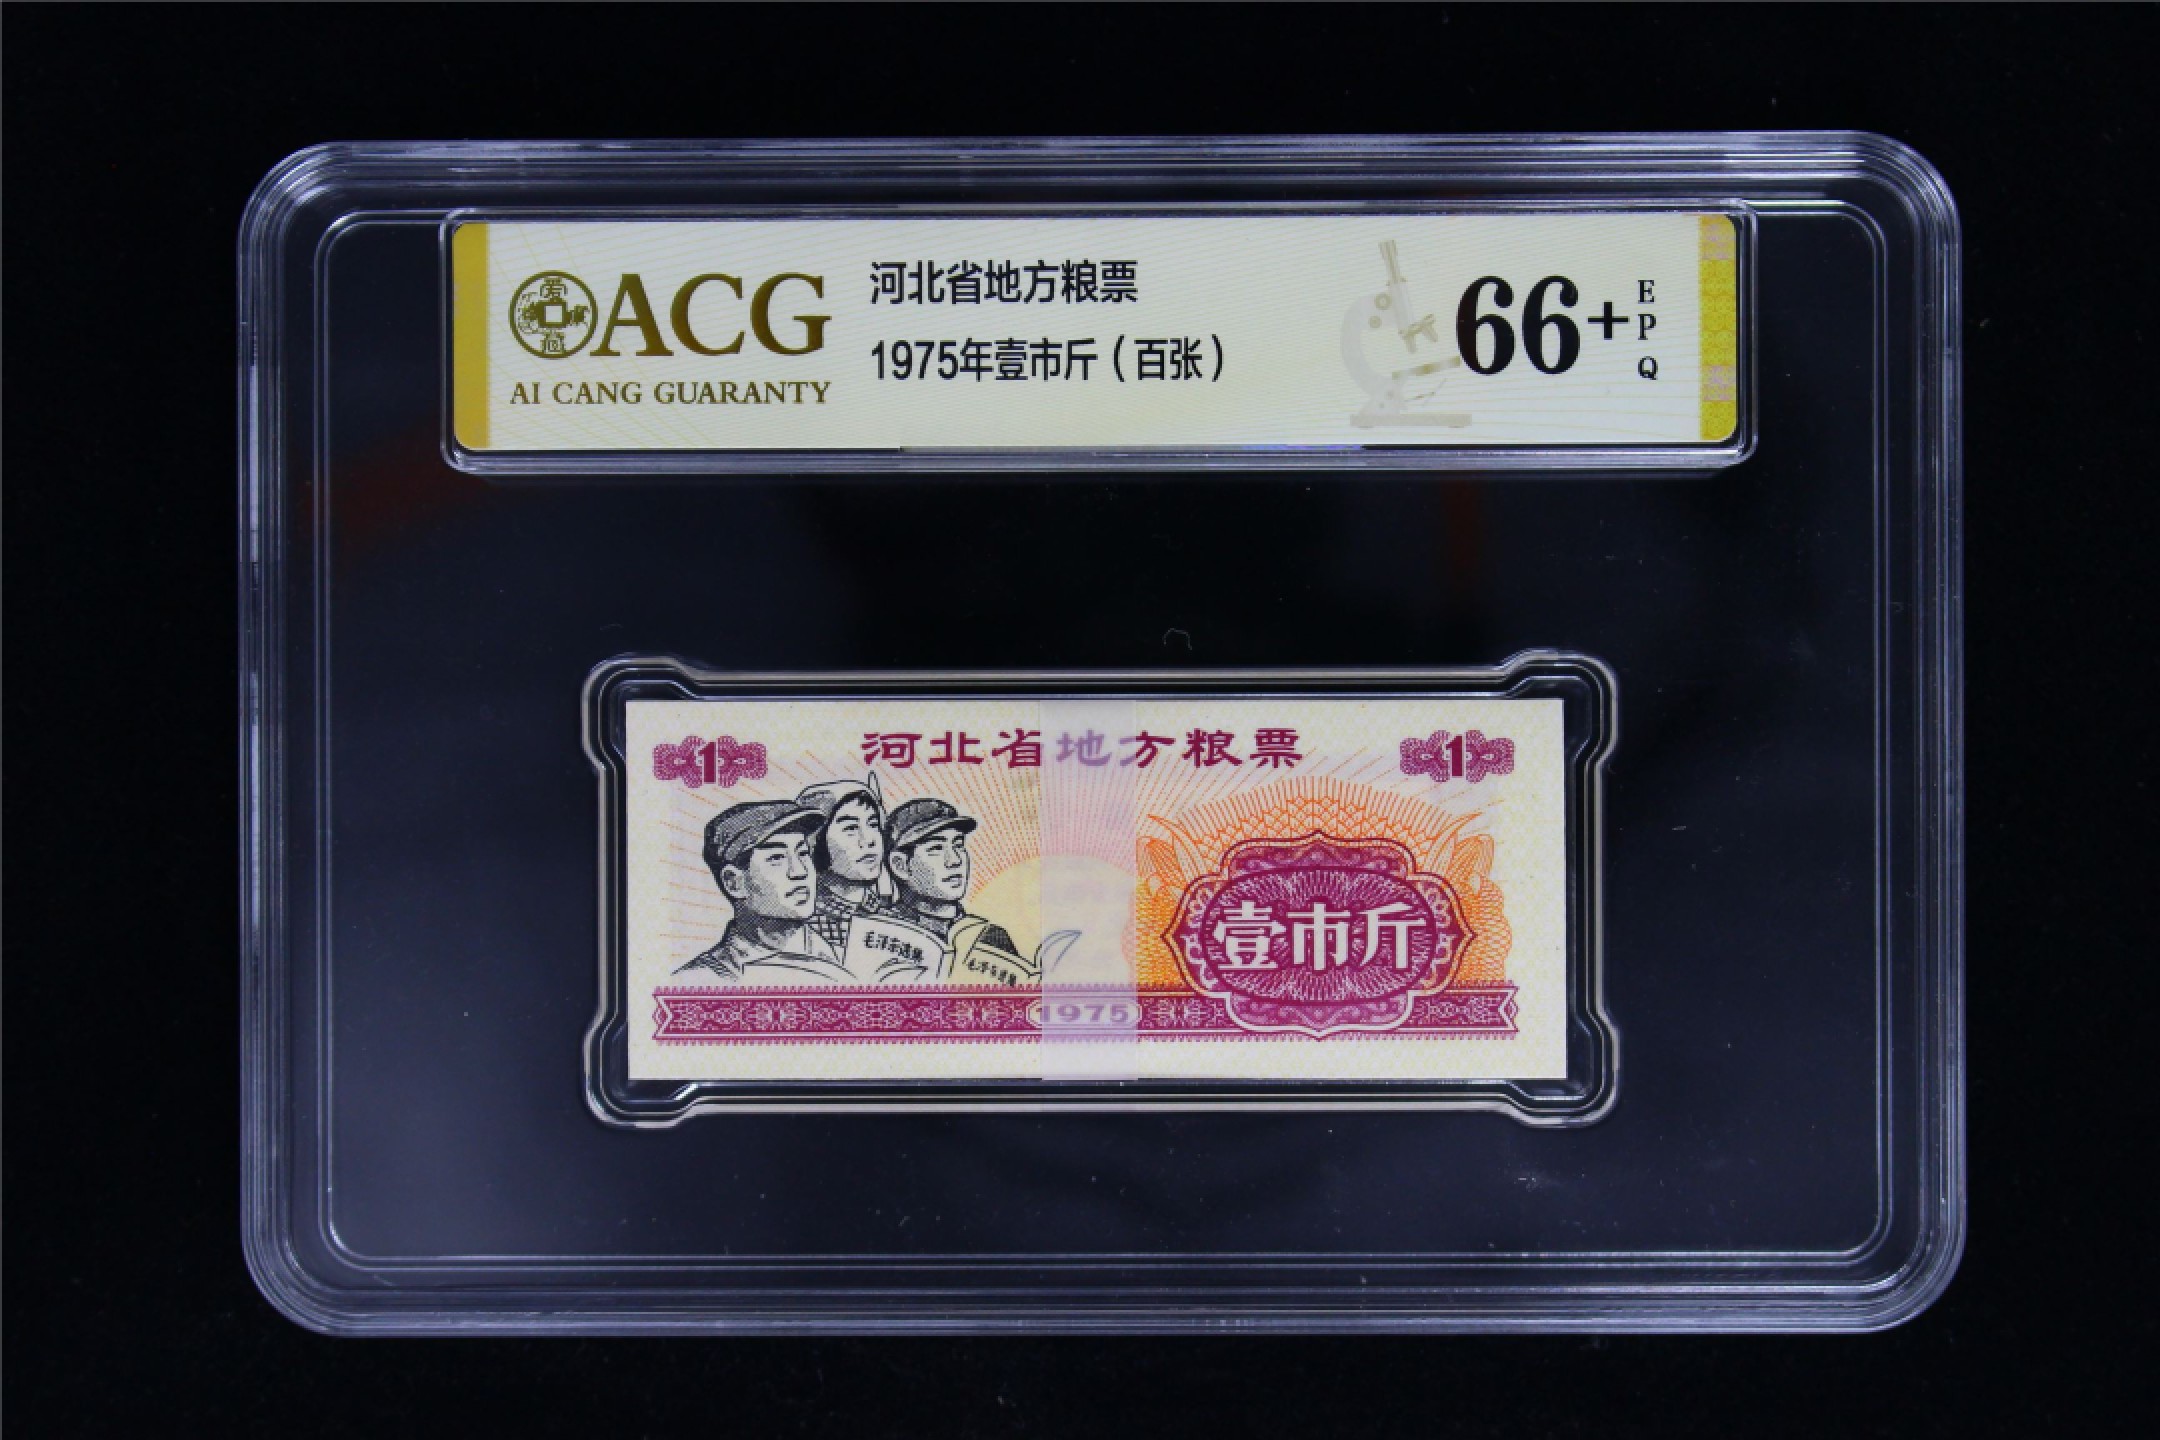 ACG
AI CANG GUARANTY
河北省地方粮票
1975年壹市斤（百张）
66+
EPQ
河北省地方粮票
1
1
毛泽东选集
毛泽东选集
壹市斤
1975